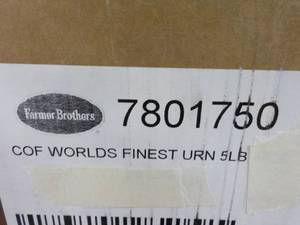 Farmer Brothers 7801750
COF WORLDS FINEST URN 5LB